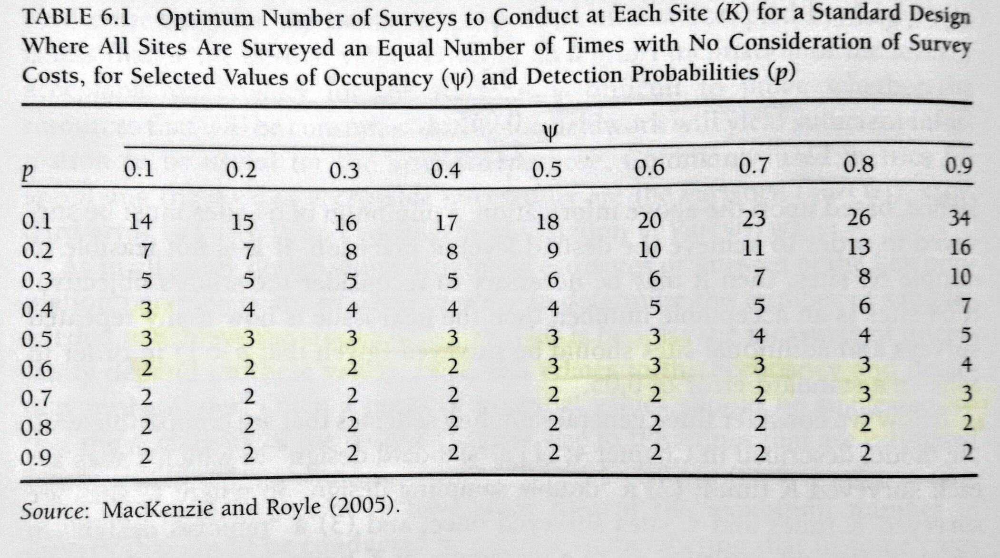 TABLE 6.1 Optimum Number of Surveys to Conduct at Each Site (K) for a Standard Design
Where All Sites Are Surveyed an Equal Number of Times with No Consideration of Survey
Costs, for Selected Values of Occupancy (ψ) and Detection Probabilities (p)
ψ
p 0.1 0.2 0.3 0.4 0.5 0.6 0.7 0.8 0.9
0.1 14 15 16 17 18 20 23 26 34
0.2 7 7 8 8 9 10 11 13 16
0.3 5 5 5 5 6 6 7 8 10
0.4 3 4 4 4 4 5 5 6 7
0.5 3 3 3 3 3 3 4 4 5
0.6 2 2 2 2 3 3 3 3 4
0.7 2 2 2 2 2 2 2 3 3
0.8 2 2 2 2 2 2 2 2 2
0.9 2 2 2 2 2 2 2 2 2
Source: MacKenzie and Royle (2005).